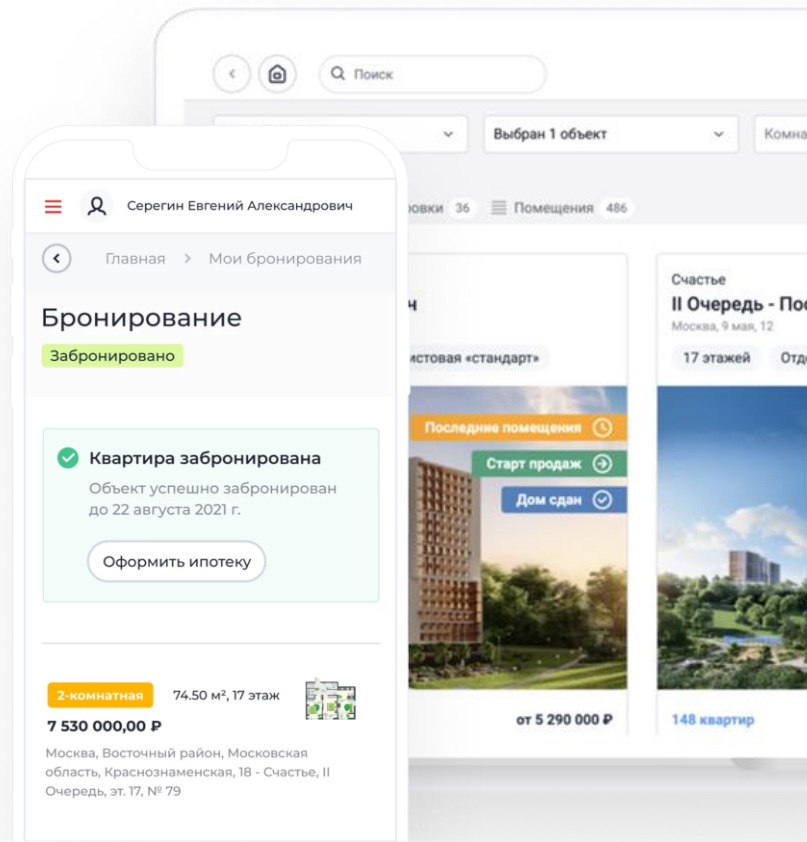 Серегин Евгений Александрович
Главная > Мои бронирования
Бронирование
Забронировано
Квартира забронирована
Объект успешно забронирован
до 22 августа 2021 г.
Оформить ипотеку
2-комнатная 74.50 м², 17 этаж
7 530 000,00 ₽
Москва, Восточный район, Московская
область, Краснознаменская, 18 - Счастье, II
Очередь, эт. 17, № 79
Поиск
Выбран 1 объект
36 Помещения 486
«стандарт»
Последние помещения
Старт продаж
Дом сдан
от 5 290 000 ₽
Счастье
II Очередь -
Москва, 9 мая, 12
17 этажей
148 квартир